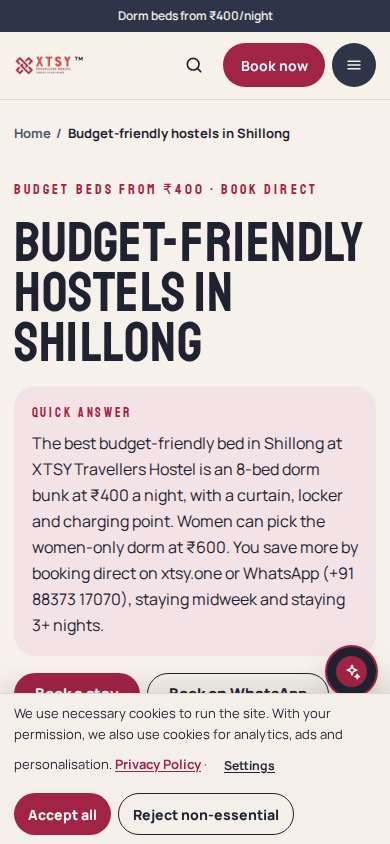 Dorm beds from ₹400/night
XTSY™
Book now
Home / Budget-friendly hostels in Shillong
BUDGET BEDS FROM ₹400 · BOOK DIRECT
BUDGET-FRIENDLY
HOSTELS IN
SHILLONG
QUICK ANSWER
The best budget-friendly bed in Shillong at
XTSY Travellers Hostel is an 8-bed dorm
bunk at ₹400 a night, with a curtain, locker
and charging point. Women can pick the
women-only dorm at ₹600. You save more by
booking direct on xtsy.one or WhatsApp (+91
88373 17070), staying midweek and staying
3+ nights.
Book a stay Book on WhatsApp
We use necessary cookies to run the site. With your
permission, we also use cookies for analytics, ads and
personalisation. Privacy Policy · Settings
Accept all Reject non-essential